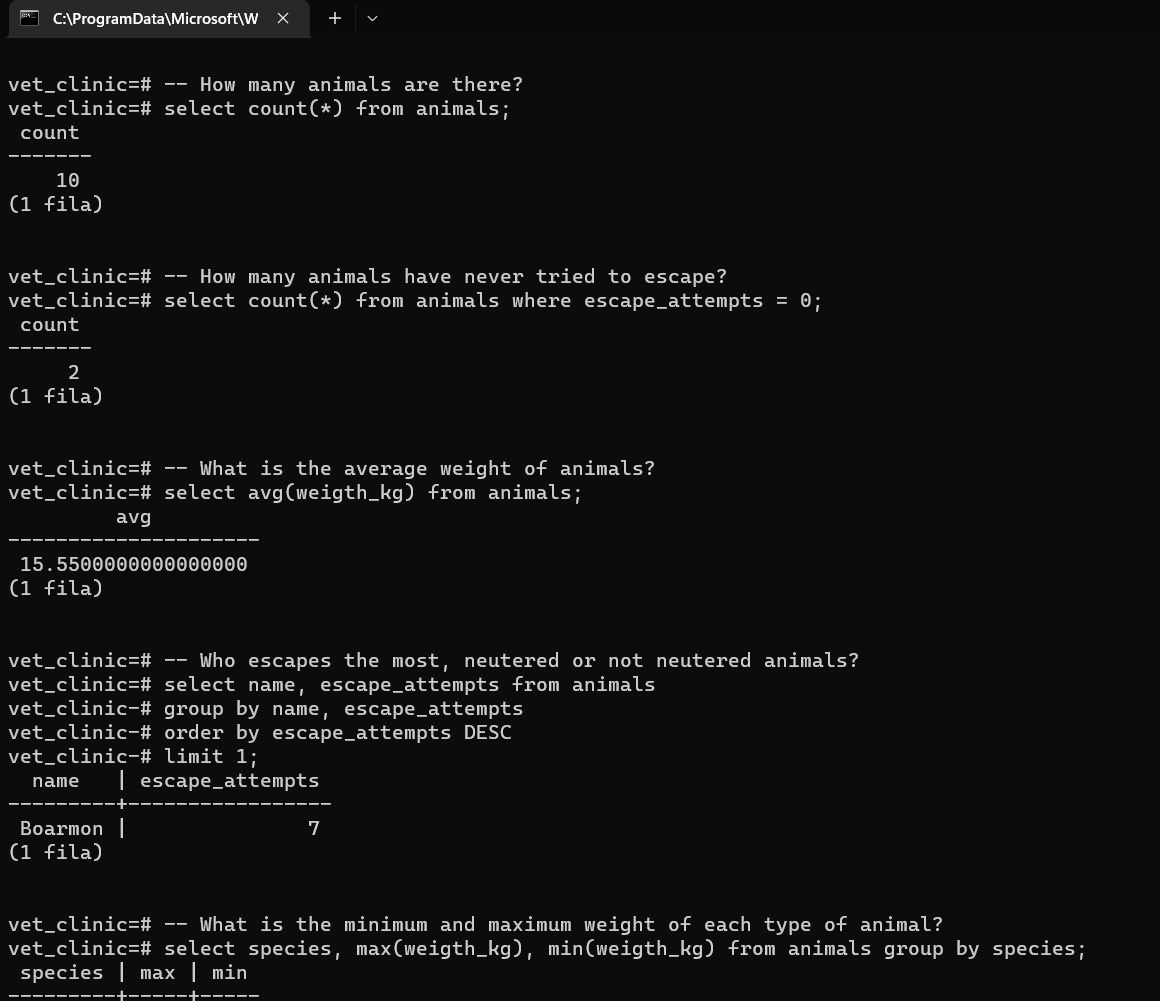 C:\ProgramData\Microsoft\W
vet_clinic=# -- How many animals are there?
vet_clinic=# select count(*) from animals;
 count
-------
    10
(1 fila)
vet_clinic=# -- How many animals have never tried to escape?
vet_clinic=# select count(*) from animals where escape_attempts = 0;
 count
-------
     2
(1 fila)
vet_clinic=# -- What is the average weight of animals?
vet_clinic=# select avg(weigth_kg) from animals;
         avg
---------------------
 15.5500000000000000
(1 fila)
vet_clinic=# -- Who escapes the most, neutered or not neutered animals?
vet_clinic=# select name, escape_attempts from animals
vet_clinic-# group by name, escape_attempts
vet_clinic-# order by escape_attempts DESC
vet_clinic-# limit 1;
  name   | escape_attempts
---------+-----------------
 Boarmon |               7
(1 fila)
vet_clinic=# -- What is the minimum and maximum weight of each type of animal?
vet_clinic=# select species, max(weigth_kg), min(weigth_kg) from animals group by species;
 species | max | min
---------+-----+-----